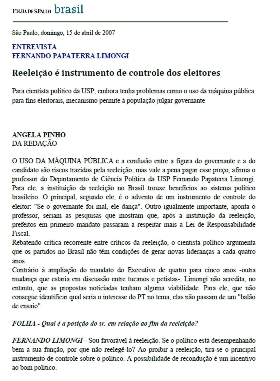 FOLHA DE S.PAULO brasil
São Paulo, domingo, 15 de abril de 2007
ENTREVISTA
FERNANDO PAPATERRA LIMONGI
Reeleição é instrumento de controle dos eleitores
Para cientista político da USP, embora tenha problemas como o uso da máquina pública
para fins eleitorais, mecanismo permite à população julgar governante
ANGELA PINHO
DA REDAÇÃO
O USO DA MÁQUINA PÚBLICA e a confusão entre a figura do governante e a do
candidato são riscos trazidos pela reeleição, mas vale a pena pagar esse preço, afirma o
professor do Departamento de Ciência Política da USP Fernando Papaterra Limongi.
Para ele, a instituição da reeleição no Brasil trouxe benefícios ao sistema político
brasileiro. O principal, segundo ele, é o advento de um instrumento de controle do
eleitor: "Se o governante foi mal, ele dança". Outro igualmente importante, aponta o
professor, seriam as pesquisas que mostram que, após a instituição da reeleição,
prefeitos em primeiro mandato passaram a respeitar mais a Lei de Responsabilidade
Fiscal.
Rebatendo crítica recorrente entre críticos da reeleição, o cientista político argumenta
que os partidos no Brasil não têm condições de gerar novas lideranças a cada quatro
anos.
Contrário à ampliação do mandato do Executivo de quatro para cinco anos -outra
mudança que estaria em discussão entre tucanos e petistas-, Limongi não acredita, no
entanto, que as propostas noticiadas tenham alguma viabilidade. Para ele, que não
consegue identificar qual seria o interesse do PT no tema, elas não passam de um "balão
de ensaio"
FOLHA - Qual é a posição do sr. em relação ao fim da reeleição?
FERNANDO LIMONGI - Sou favorável à reeleição. Se o político está desempenhando
bem a sua função, por que não reelegê-lo? Ao proibir a reeleição, tira-se o principal
instrumento de controle sobre o político. A possibilidade de recondução é um incentivo
ao bom político.